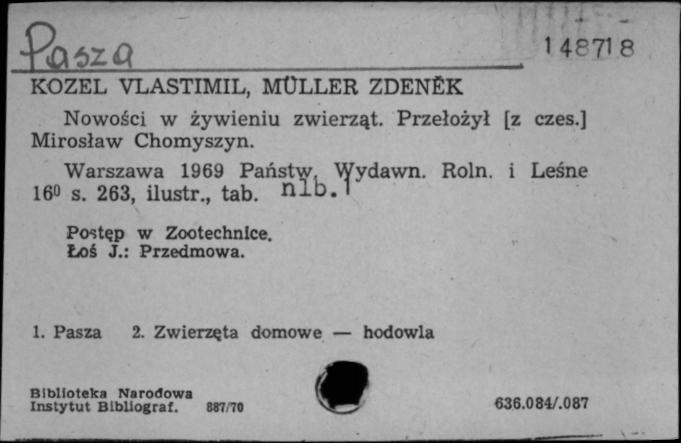 Pasza
148718
KOZEL VLASTIMIL, MÜLLER ZDENĚK
Nowości w żywieniu zwierząt. Przełożył [z czes.]
Mirosław Chomyszyn.
Warszawa 1969 Państw. Wydawn. Roln. i Leśne
16⁰ s. 263, ilustr., tab. nlb. 1
Postęp w Zootechnice.
Łoś J.: Przedmowa.
1. Pasza 2. Zwierzęta domowe — hodowla
Biblioteka Narodowa
Instytut Bibliograf. 887/70
636.084/.087